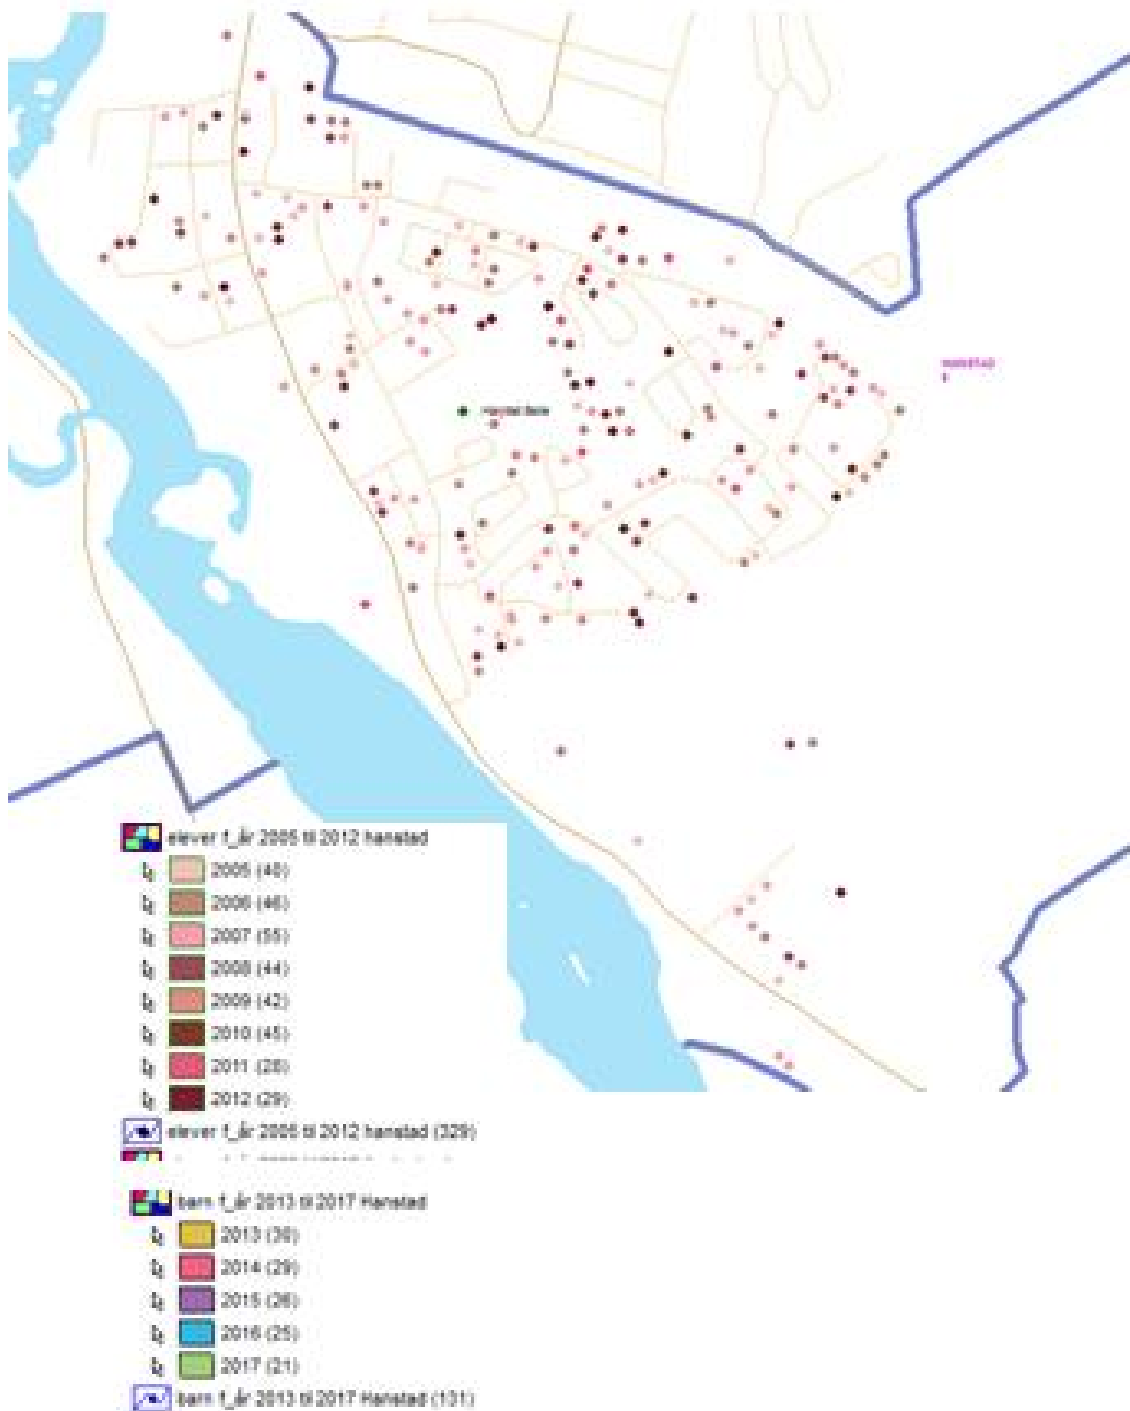 HANSTAD
elever f_år 2005 til 2012 hanstad
2005 (40)
2006 (46)
2007 (55)
2008 (44)
2009 (42)
2010 (45)
2011 (28)
2012 (29)
elever f_år 2005 til 2012 hanstad (329)
barn f_år 2013 til 2017 Hanstad
2013 (30)
2014 (29)
2015 (26)
2016 (25)
2017 (21)
barn f_år 2013 til 2017 Hanstad (131)